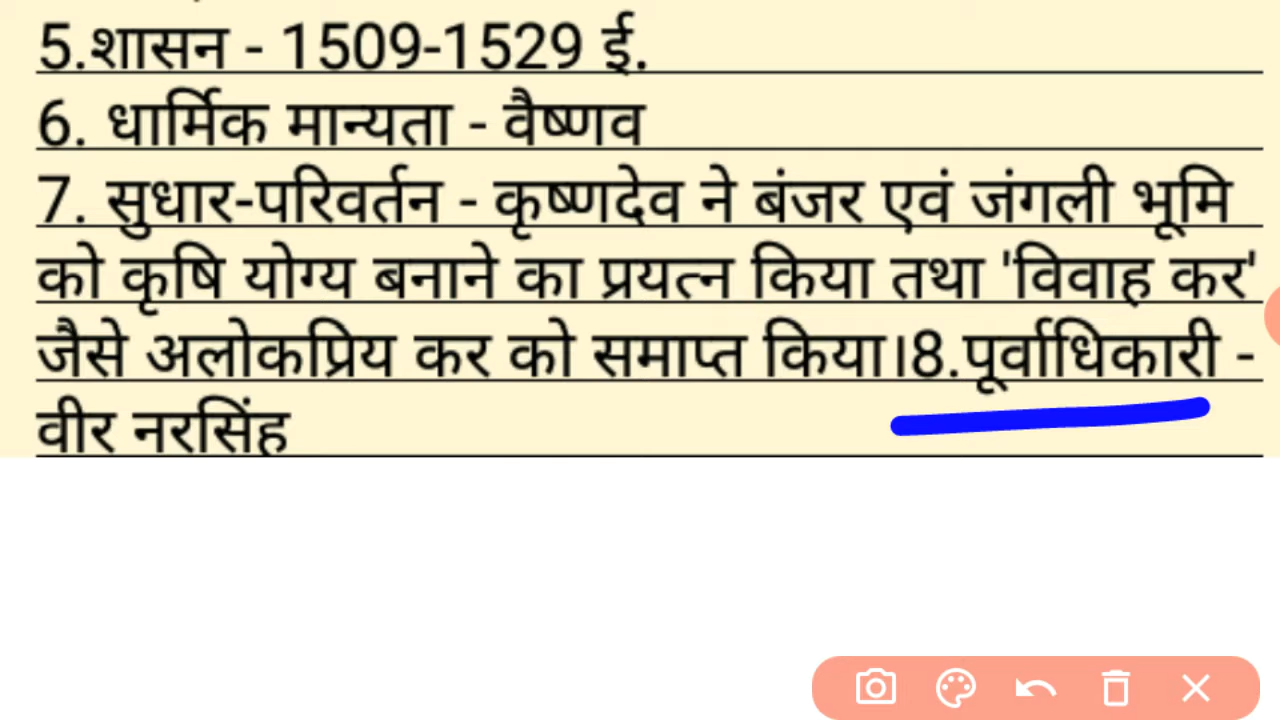 5.शासन - 1509-1529 ई.
6. धार्मिक मान्यता - वैष्णव
7. सुधार-परिवर्तन - कृष्णदेव ने बंजर एवं जंगली भूमि
को कृषि योग्य बनाने का प्रयत्न किया तथा 'विवाह कर'
जैसे अलोकप्रिय कर को समाप्त किया।8.पूर्वाधिकारी -
वीर नरसिंह